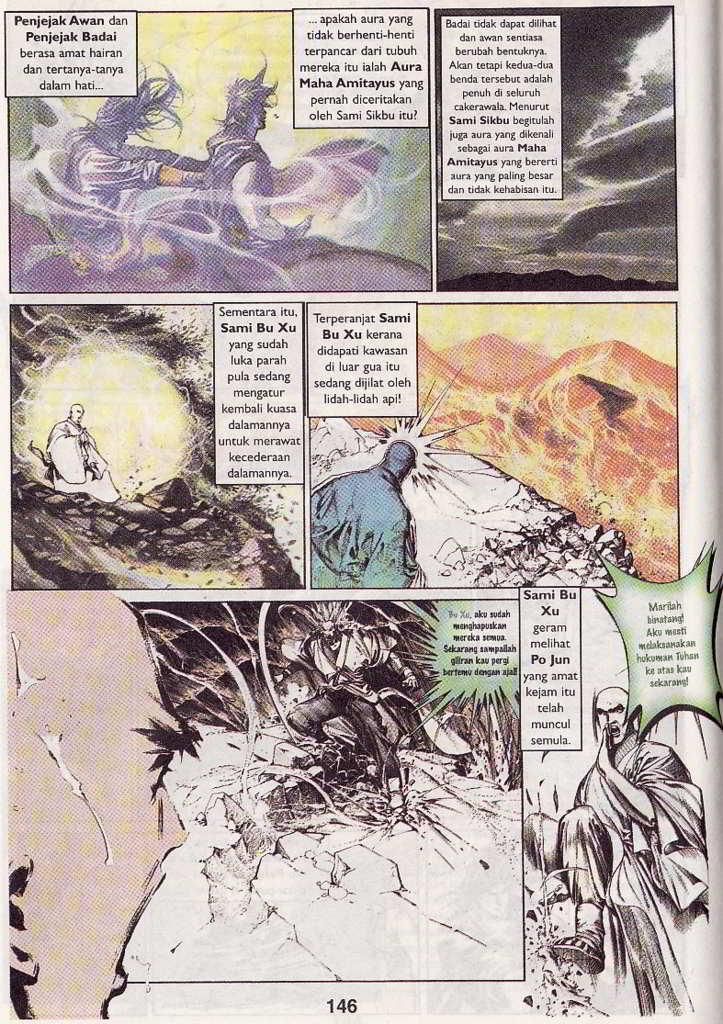 Penjejak Awan dan
Penjejak Badai
berasa amat hairan
dan tertanya-tanya
dalam hati...
... apakah aura yang
tidak berhenti-henti
terpancar dari tubuh
mereka itu ialah Aura
Maha Amitayus yang
pernah diceritakan
oleh Sami Sikbu itu?
Badai tidak dapat dilihat
dan awan sentiasa
berubah bentuknya.
Akan tetapi kedua-dua
benda tersebut adalah
penuh di seluruh
cakerawala. Menurut
Sami Sikbu begitulah
juga aura yang dikenali
sebagai aura Maha
Amitayus yang bererti
aura yang paling besar
dan tidak kehabisan itu.
Sementara itu,
Sami Bu Xu
yang sudah
luka parah
pula sedang
mengatur
kembali kuasa
dalamannya
untuk merawat
kecederaan
dalamannya.
Terperanjat Sami
Bu Xu kerana
didapati kawasan
di luar gua itu
sedang dijilat oleh
lidah-lidah api!
Bu Xu, aku sudah
menghapuskan
mereka semua.
Sekarang sampailah
giliran kau pergi
bertemu dengan ajal!
Sami Bu
Xu
geram
melihat
Po Jun
yang amat
kejam itu
telah
muncul
semula.
Marilah
binatang!
Aku mesti
melaksanakan
hukuman Tuhan
ke atas kau
sekarang!
146